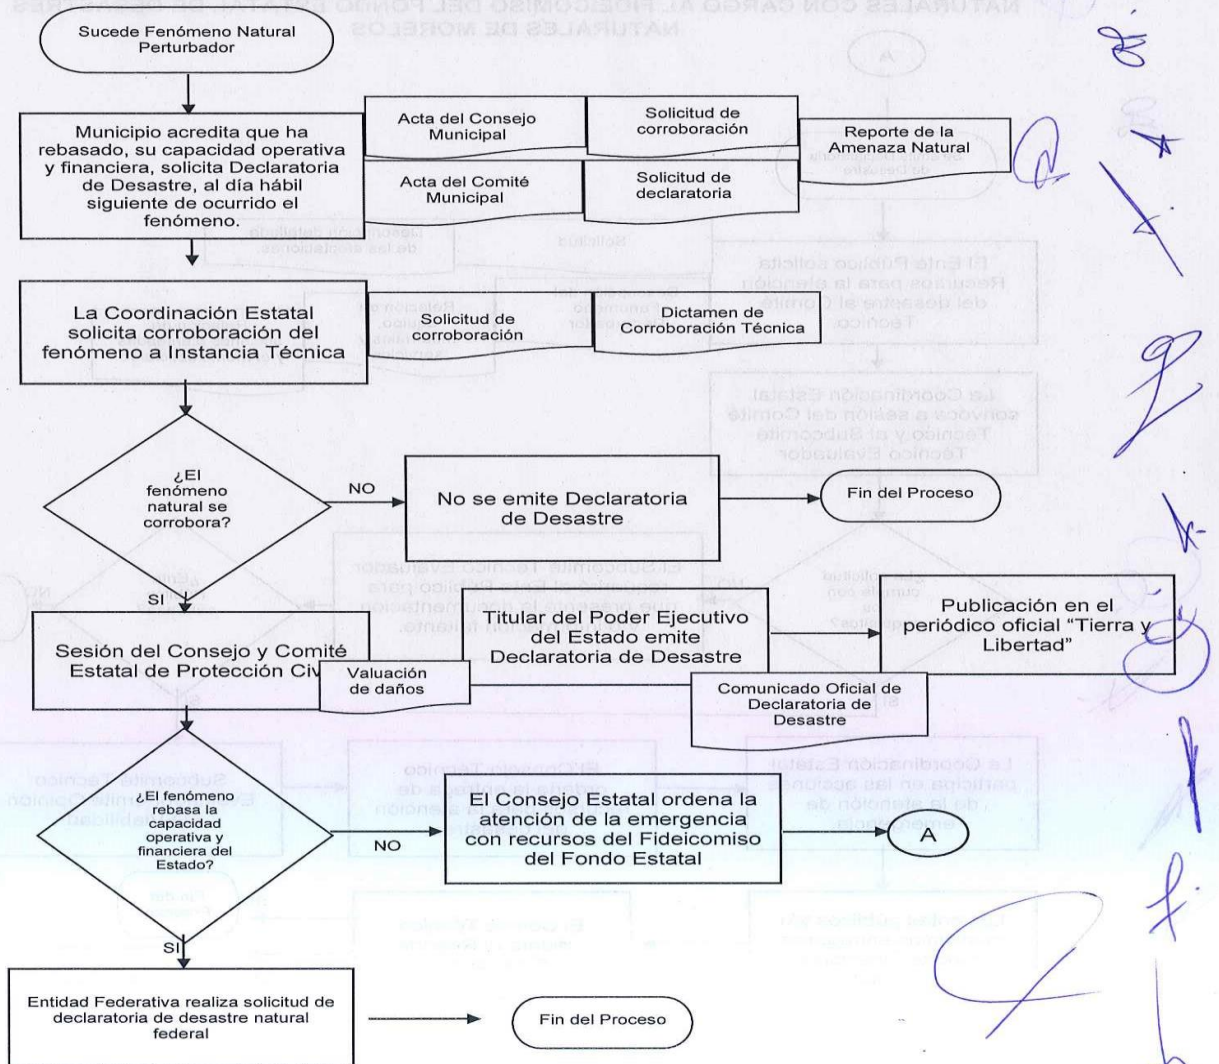 Sucede Fenómeno Natural
Perturbador
Municipio acredita que ha
rebasado, su capacidad operativa
y financiera, solicita Declaratoria
de Desastre, al día hábil
siguiente de ocurrido el
fenómeno.
Acta del Consejo
Municipal
Solicitud de
corroboración
Reporte de la
Amenaza Natural
Acta del Comité
Municipal
Solicitud de
declaratoria
La Coordinación Estatal
solicita corroboración del
fenómeno a Instancia Técnica
Solicitud de
corroboración
Dictamen de
Corroboración Técnica
¿El
fenómeno
natural se
corrobora?
NO
No se emite Declaratoria
de Desastre
Fin del Proceso
SI
Sesión del Consejo y Comité
Estatal de Protección Civ
Valuación
de daños
Titular del Poder Ejecutivo
del Estado emite
Declaratoria de Desastre
Comunicado Oficial de
Declaratoria de
Desastre
Publicación en el
periódico oficial “Tierra y
Libertad”
¿El fenómeno
rebasa la
capacidad
operativa y
financiera del
Estado?
NO
El Consejo Estatal ordena la
atención de la emergencia
con recursos del Fideicomiso
del Fondo Estatal
A
SI
Entidad Federativa realiza solicitud de
declaratoria de desastre natural
federal
Fin del Proceso